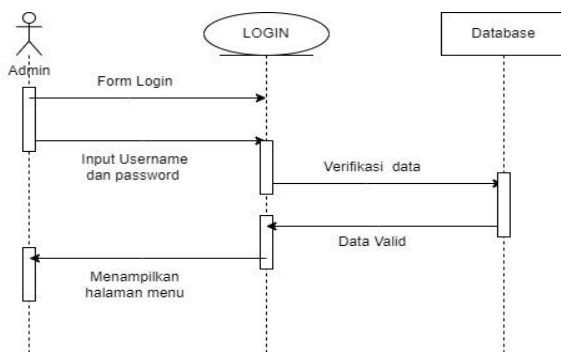 LOGIN
Database
Admin
Form Login
Input Username
dan password
Verifikasi data
Data Valid
Menampilkan
halaman menu